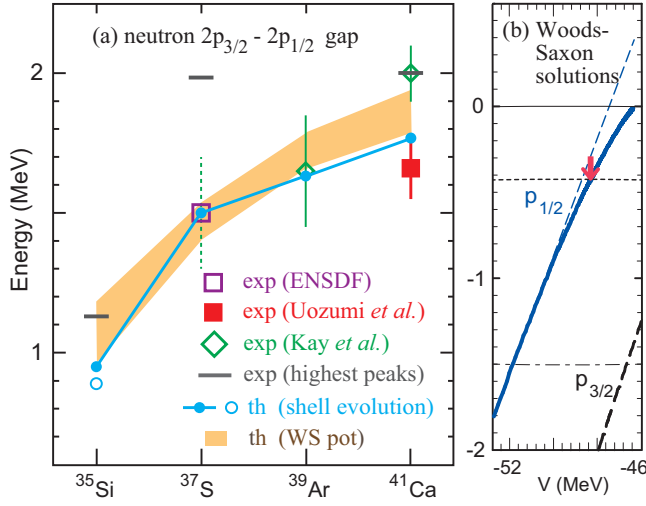 (a) neutron 2p3/2 - 2p1/2 gap
2
1
Energy (MeV)
exp (ENSDF)
exp (Uozumi et al.)
exp (Kay et al.)
exp (highest peaks)
th (shell evolution)
th (WS pot)
35Si
37S
39Ar
41Ca
(b) Woods-
Saxon
solutions
0
-1
-2
p1/2
p3/2
-52
-46
V (MeV)